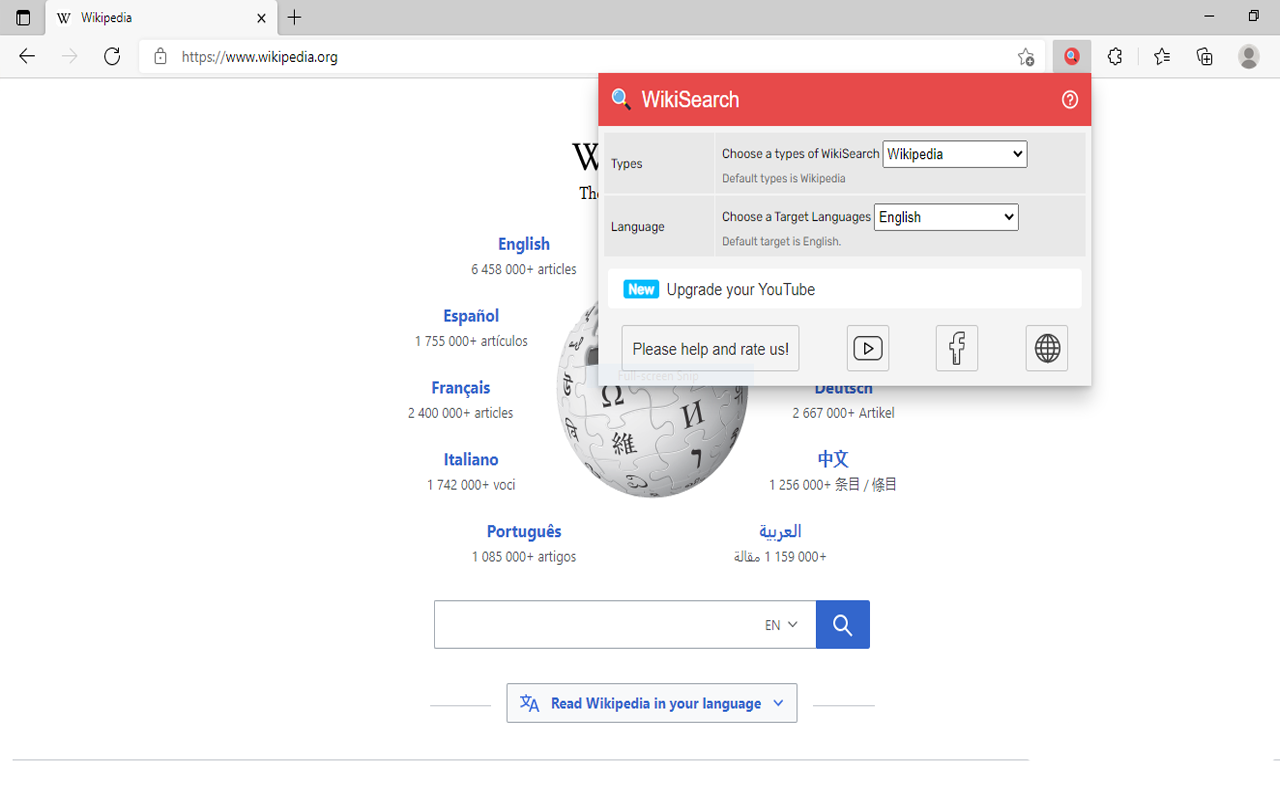 Wikipedia
https://www.wikipedia.org
WikiSearch
Types
Choose a types of WikiSearch Wikipedia
Default types is Wikipedia
Language
Choose a Target Languages English
Default target is English.
New Upgrade your YouTube
Please help and rate us!
Full-screen Snip
W
The
English
6 458 000+ articles
Español
1 755 000+ artículos
Français
2 400 000+ articles
Deutsch
2 667 000+ Artikel
Italiano
1 742 000+ voci
中文
1 256 000+ 条目 / 條目
Português
1 085 000+ artigos
العربية
1 159 000+ مقالة
Ω
И
維
EN
Read Wikipedia in your language